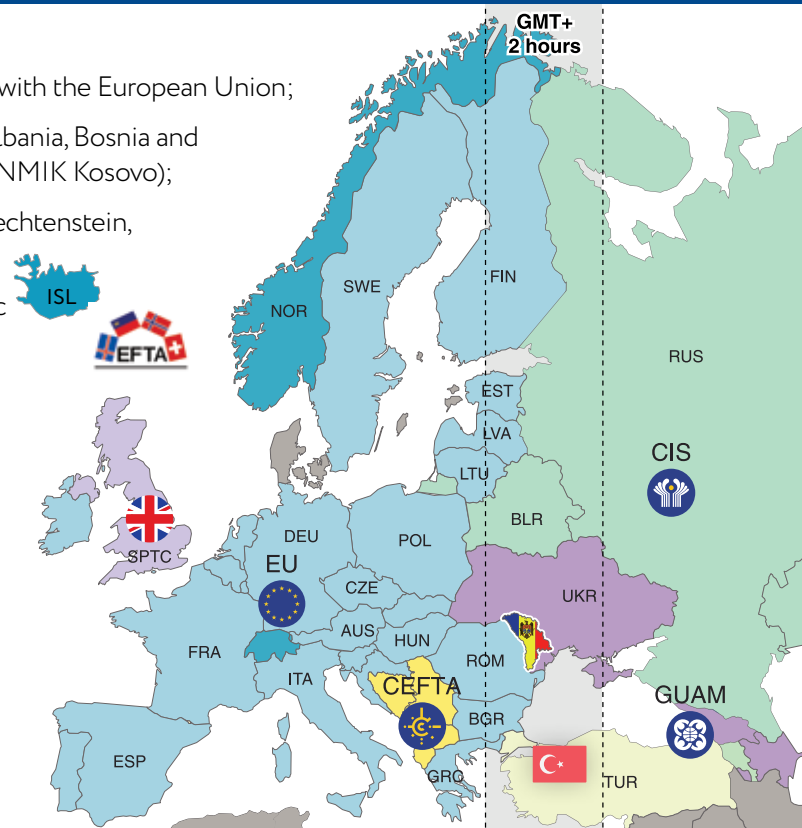 GMT+
2 hours
with the European Union;
lbania, Bosnia and
NMIK Kosovo);
echtenstein,
c
ISL
EFTA
NOR
SWE
FIN
RUS
EST
LVA
LTU
CIS
BLR
SPTC
DEU
POL
EU
CZE
UKR
AUS
HUN
FRA
ROM
ITA
CEFTA
GUAM
BGR
ESP
GRC
TUR